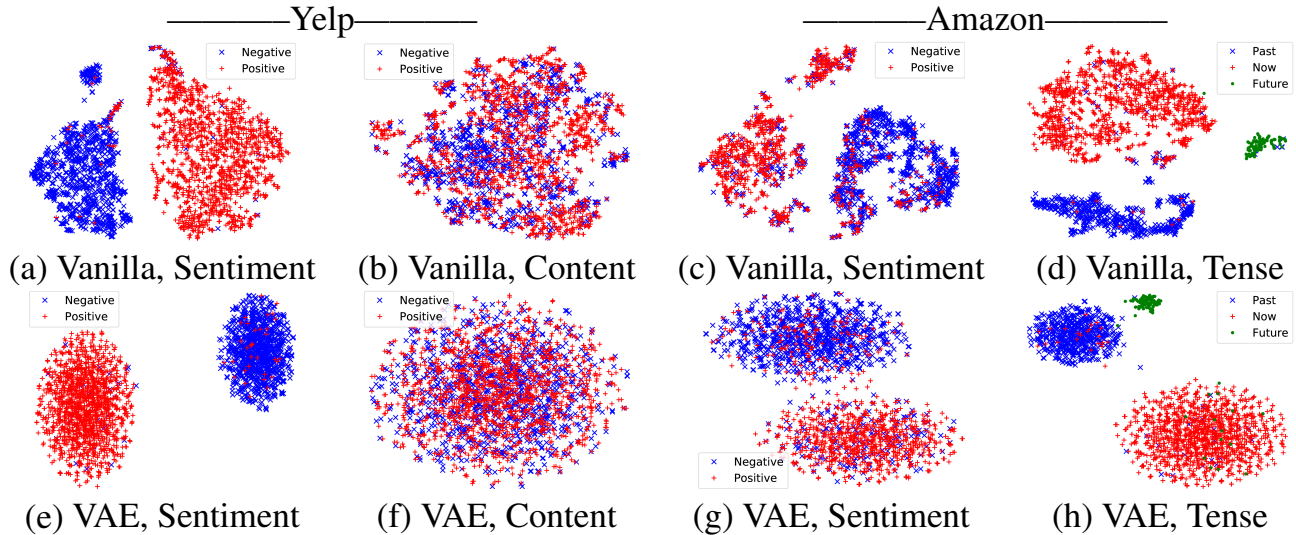 ———–Yelp———–
———–Amazon———–
Negative
Positive
Negative
Positive
Negative
Positive
Past
Now
Future
(a) Vanilla, Sentiment
(b) Vanilla, Content
(c) Vanilla, Sentiment
(d) Vanilla, Tense
Negative
Positive
Negative
Positive
Negative
Positive
Past
Now
Future
(e) VAE, Sentiment
(f) VAE, Content
(g) VAE, Sentiment
(h) VAE, Tense